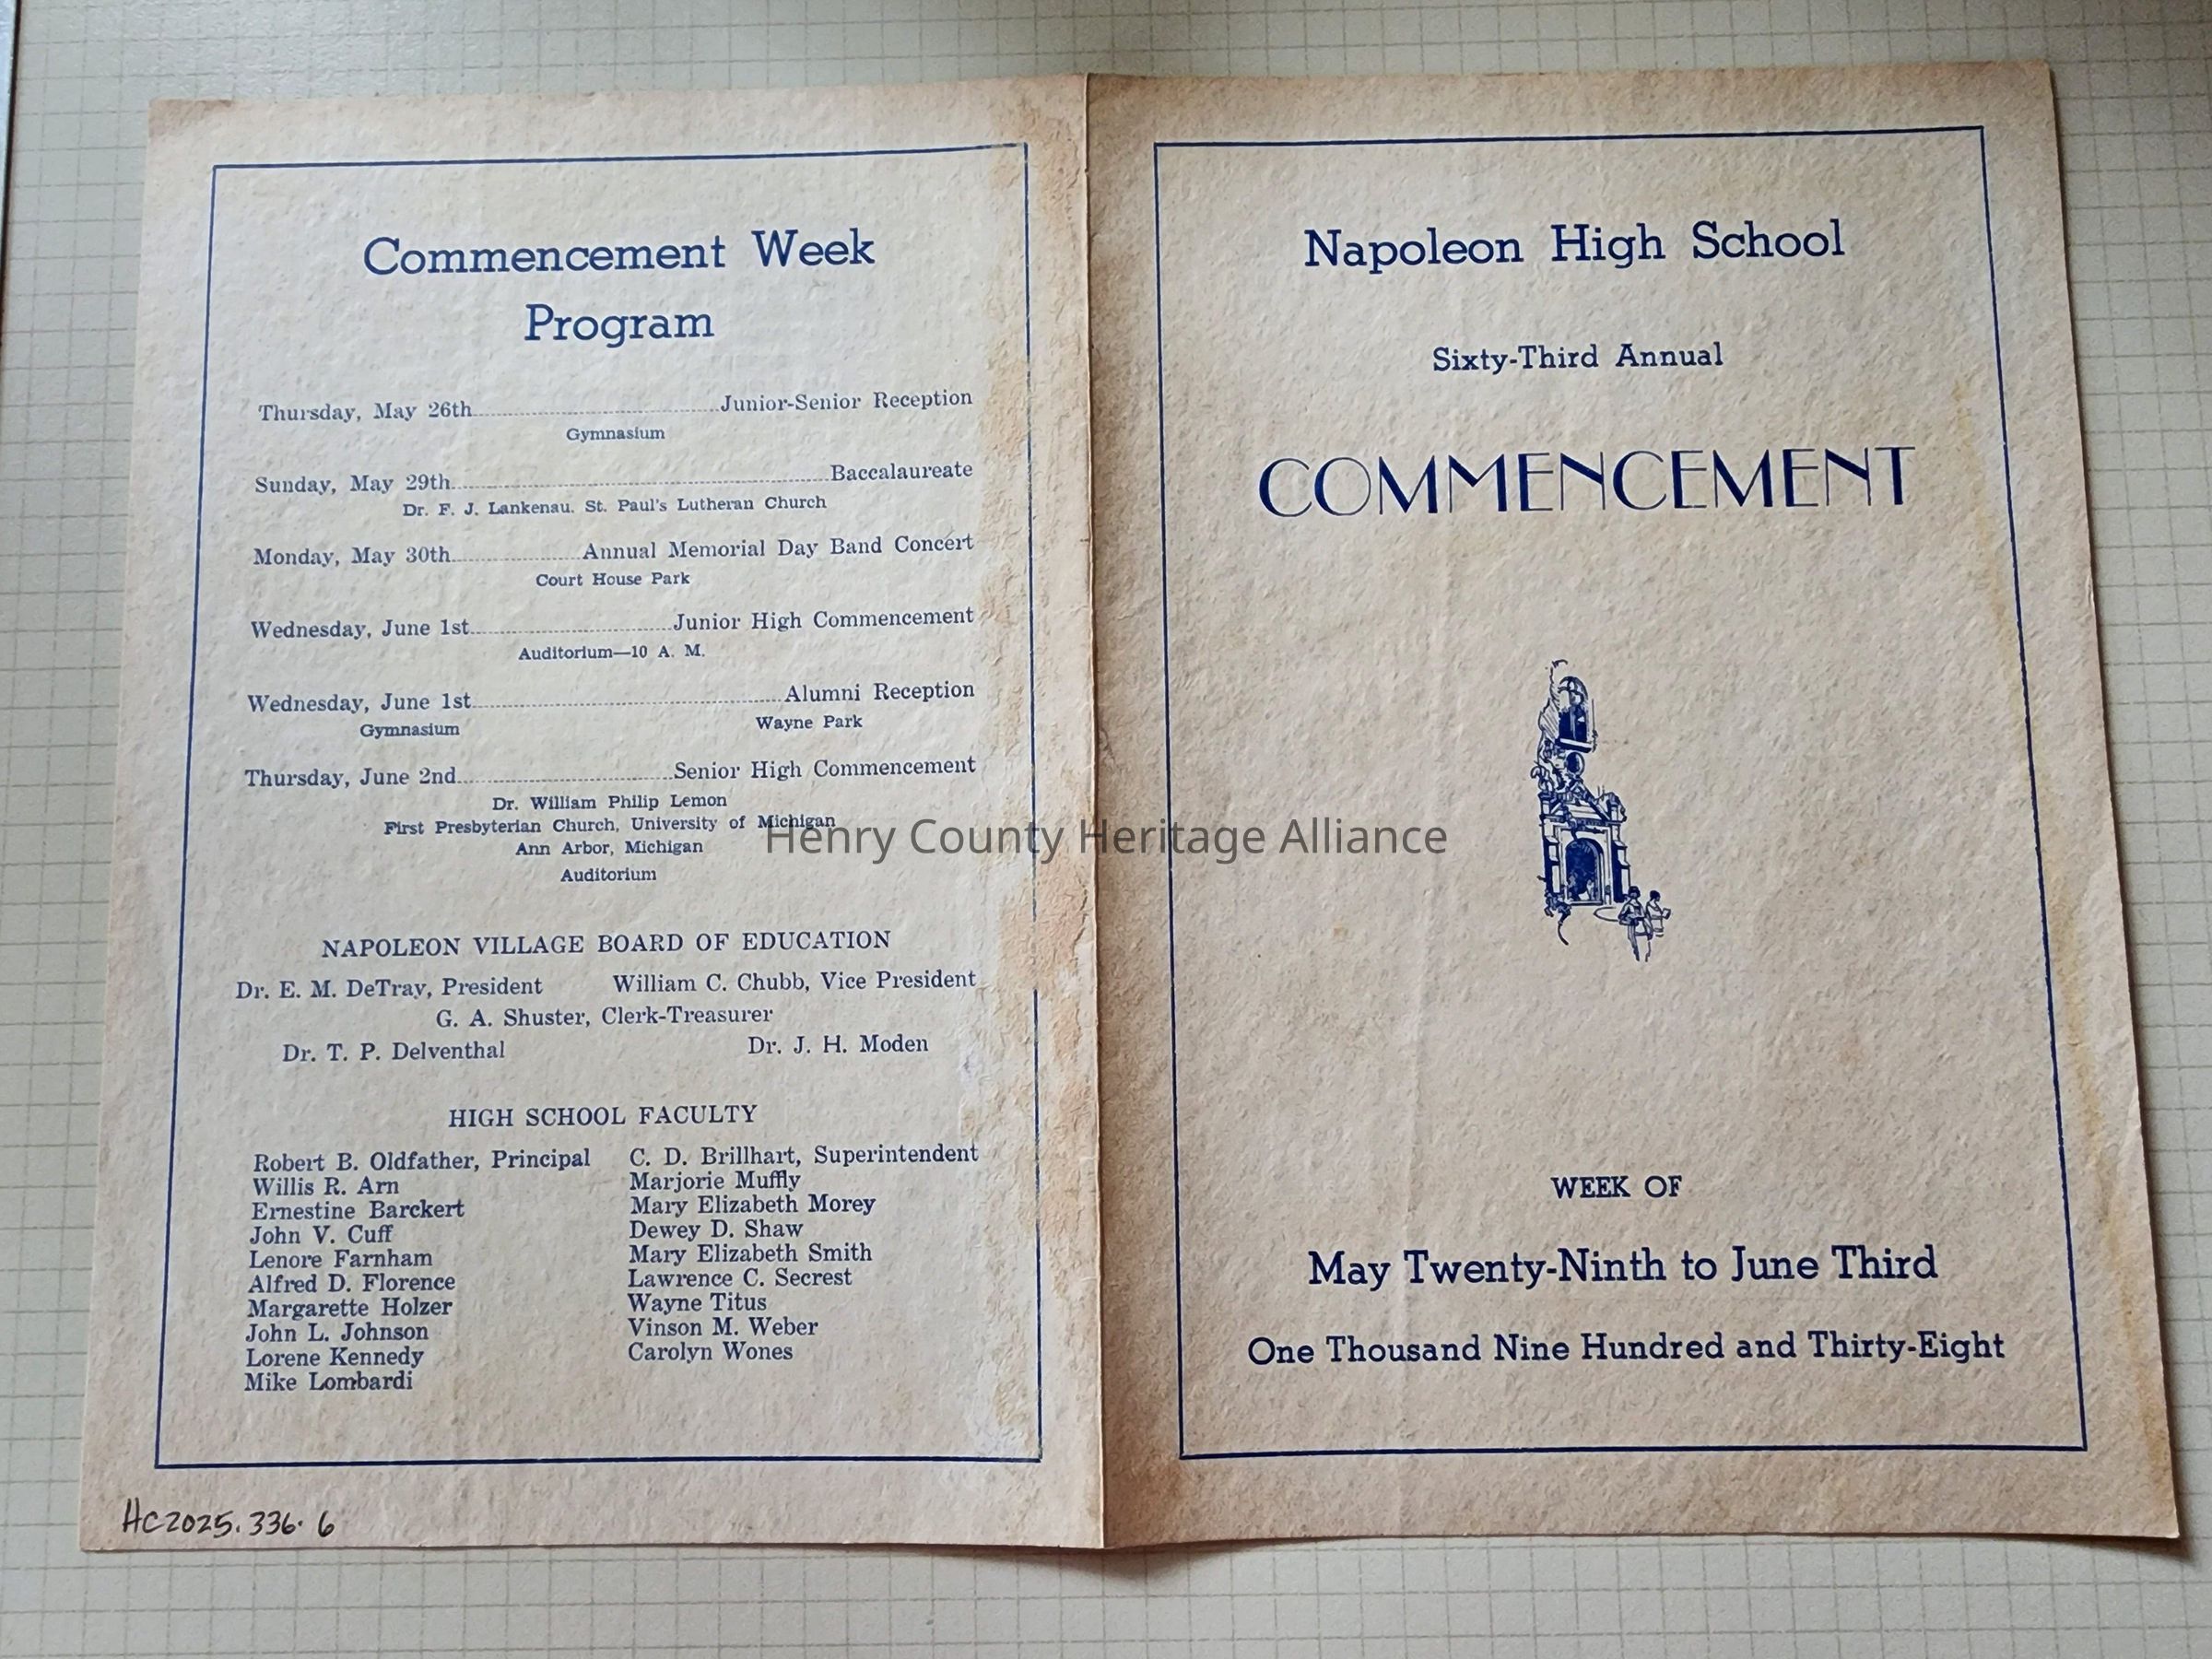 Commencement Week
Program
Thursday, May 26th........Junior-Senior Reception
Gymnasium
Sunday, May 29th........Baccalaureate
Dr. F. J. Lankenau, St. Paul's Lutheran Church
Monday, May 30th........Annual Memorial Day Band Concert
Court House Park
Wednesday, June 1st........Junior High Commencement
Auditorium—10 A. M.
Wednesday, June 1st........Alumni Reception
Gymnasium Wayne Park
Thursday, June 2nd........Senior High Commencement
Dr. William Philip Lemon
First Presbyterian Church, University of Michigan
Ann Arbor, Michigan
Auditorium
NAPOLEON VILLAGE BOARD OF EDUCATION
Dr. E. M. DeTray, President William C. Chubb, Vice President
G. A. Shuster, Clerk-Treasurer
Dr. T. P. Delventhal Dr. J. H. Moden
HIGH SCHOOL FACULTY
Robert B. Oldfather, Principal
Willis R. Arn
Ernestine Barckert
John V. Cuff
Lenore Farnham
Alfred D. Florence
Margarette Holzer
John L. Johnson
Lorene Kennedy
Mike Lombardi
C. D. Brillhart, Superintendent
Marjorie Muffly
Mary Elizabeth Morey
Dewey D. Shaw
Mary Elizabeth Smith
Lawrence C. Secrest
Wayne Titus
Vinson M. Weber
Carolyn Wones
HC2025.336.6
Napoleon High School
Sixty-Third Annual
COMMENCEMENT
WEEK OF
May Twenty-Ninth to June Third
One Thousand Nine Hundred and Thirty-Eight
Henry County Heritage Alliance